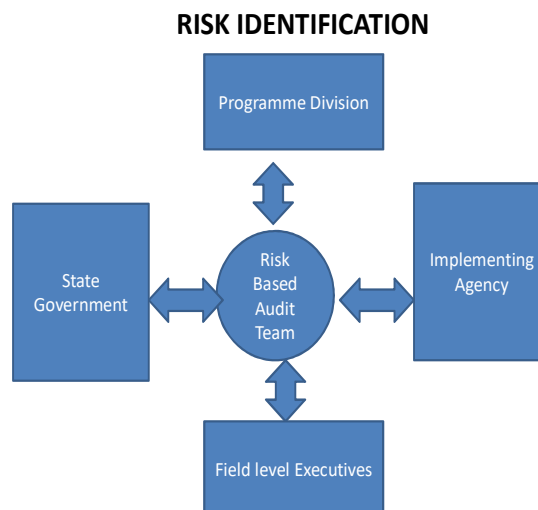 RISK IDENTIFICATION
Programme Division
State
Government
Risk
Based
Audit
Team
Implementing
Agency
Field level Executives